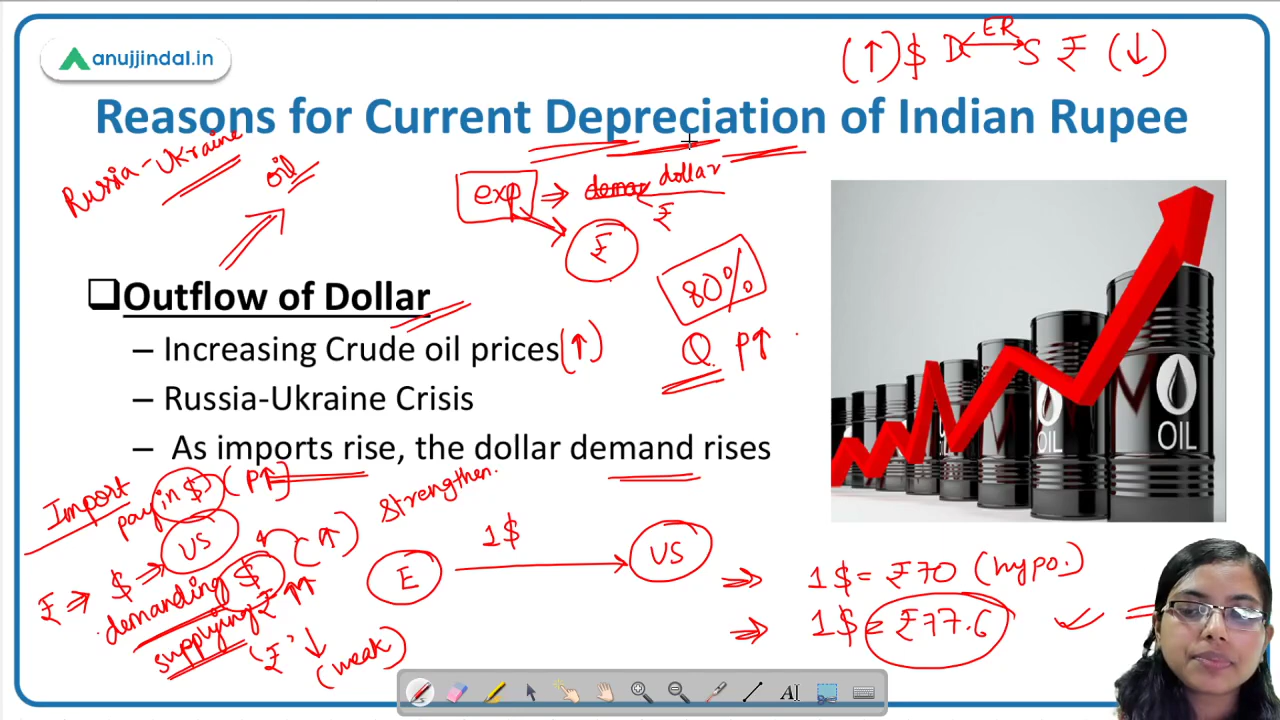 anujjindal.in
(↑) $ D ER S ₹ (↓)
Reasons for Current Depreciation of Indian Rupee
Russia-Ukraine
oil
exp ⇒ dollar
₹
₹
80%
Outflow of Dollar
– Increasing Crude oil prices (↑)
Q P↑
– Russia-Ukraine Crisis
– As imports rise, the dollar demand rises
OIL
OIL
Import
pay in $ (P↑)
Strengthen
US
(↑)
1$
E
US
₹ ⇒ $ ⇒
demanding $
supplying ₹ ↑↑
'₹' ↓
(weak)
⇒ 1$ = ₹70 (hypo.)
⇒ 1$ = ₹77.6 ✓ =